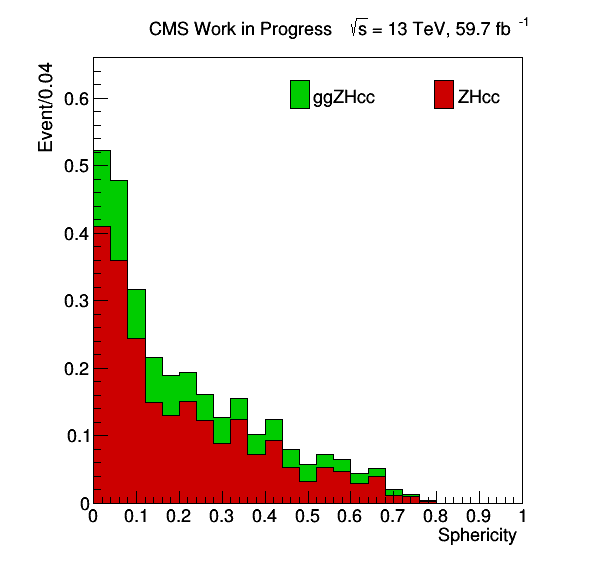 CMS Work in Progress √s = 13 TeV, 59.7 fb -1
Event/0.04
ggZHcc
ZHcc
0.6
0.5
0.4
0.3
0.2
0.1
0
0 0.1 0.2 0.3 0.4 0.5 0.6 0.7 0.8 0.9 1
Sphericity